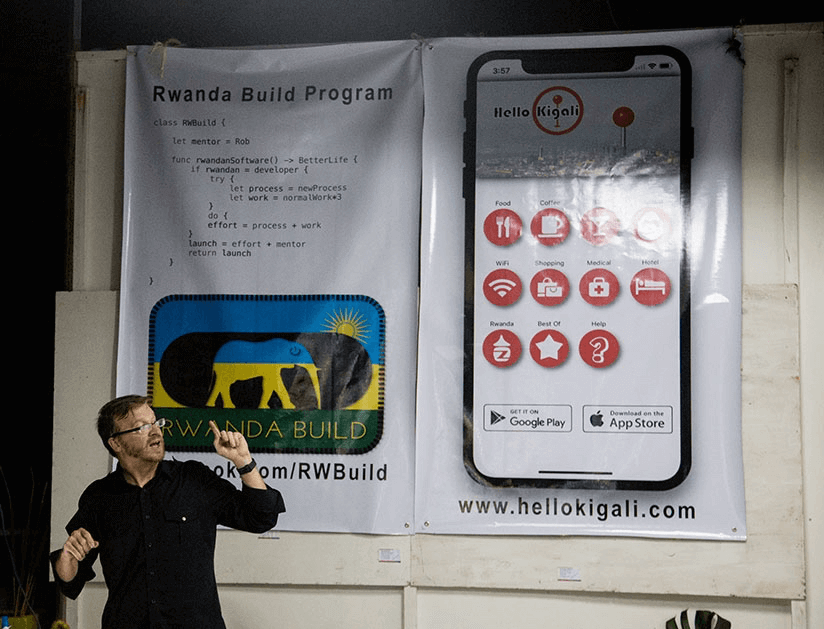 Rwanda Build Program
class RWBuild {
let mentor = Rob
func rwandanSoftware() -> BetterLife {
if rwandan = developer {
try {
let process = newProcess
let work = normalWork*3
}
do {
effort = process + work
}
launch = effort + mentor
return launch
}
}
RWANDA BUILD
.com/RWBuild
3:57
Hello Kigali
Food Coffee
WiFi Shopping Medical Hotel
Rwanda Best Of Help
GET IT ON
Google Play
Download on the
App Store
www.hellokigali.com